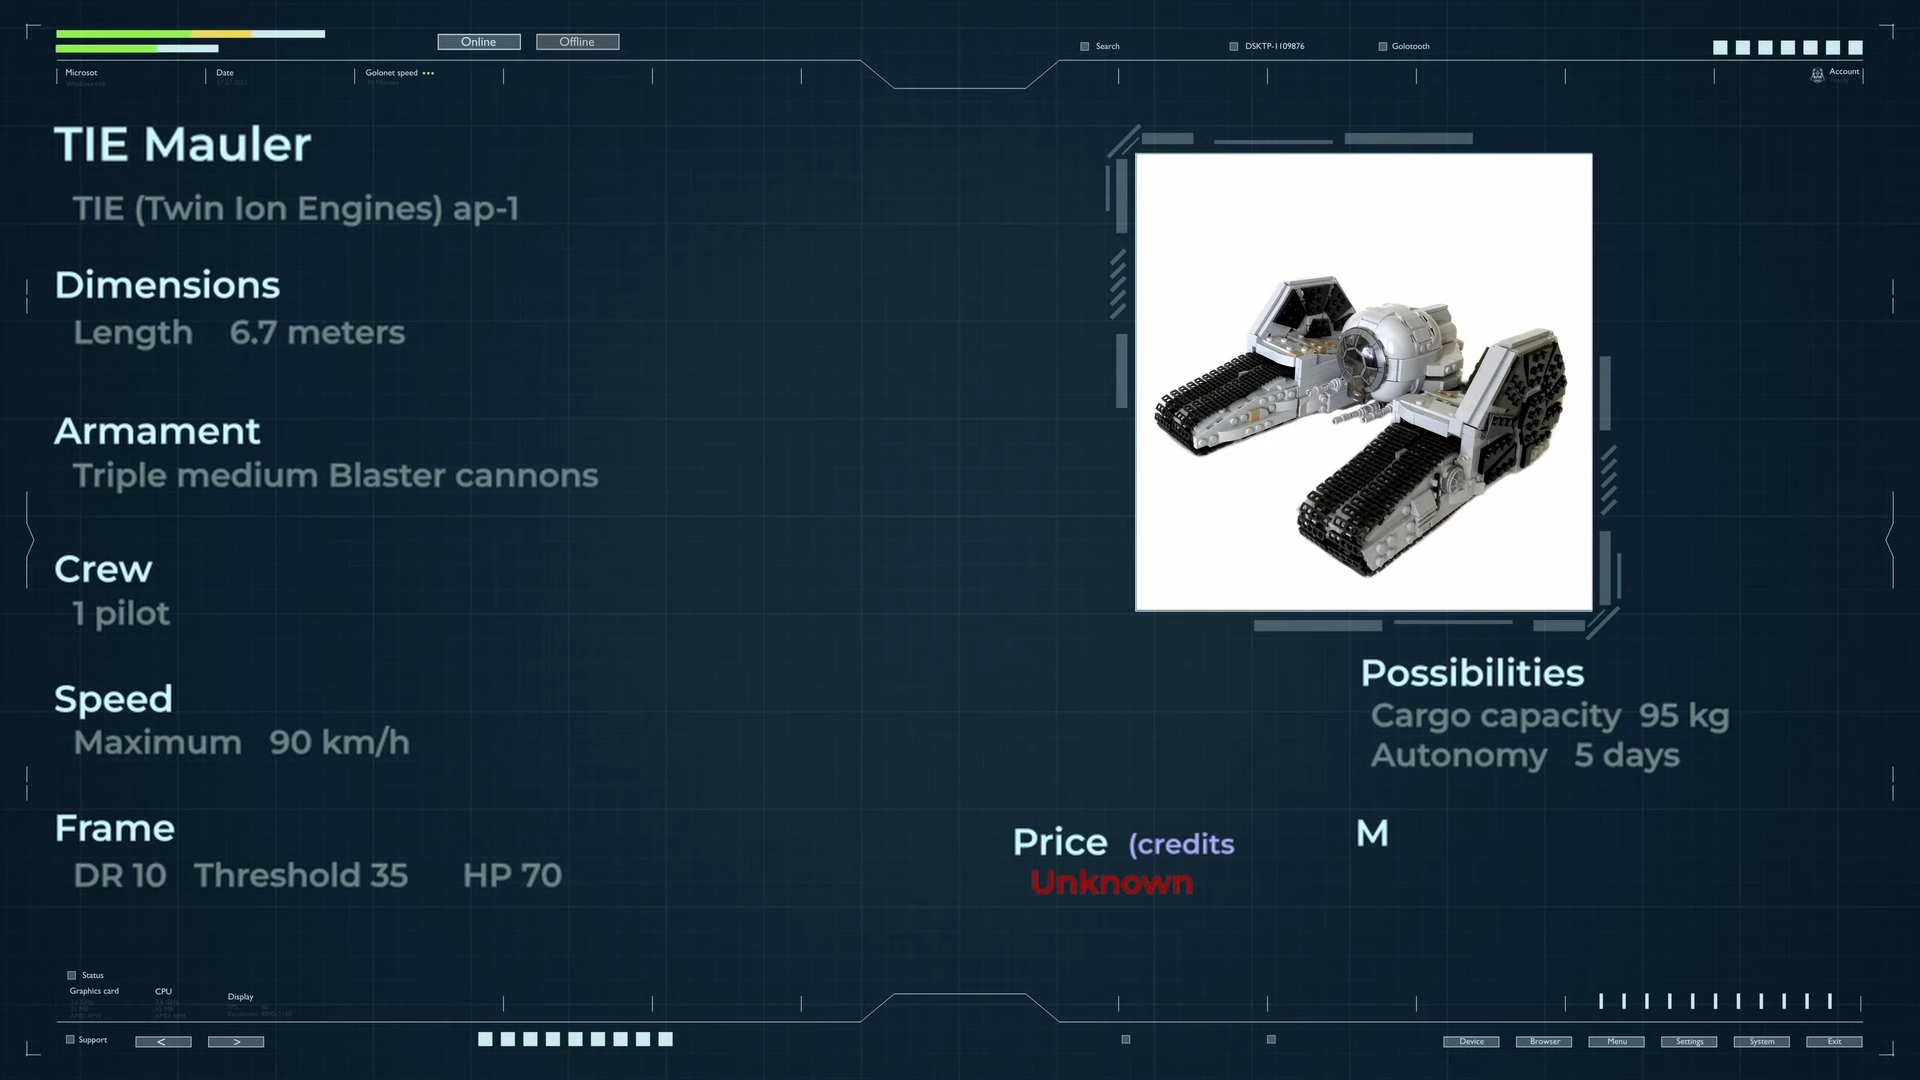 Online
Offline
Search
DSKTP-1109876
Golotooth
Microsot
Date
Golonet speed
Account
TIE Mauler
TIE (Twin Ion Engines) ap-1
Dimensions
Length 6.7 meters
Armament
Triple medium Blaster cannons
Crew
1 pilot
Speed
Maximum 90 km/h
Frame
DR 10 Threshold 35 HP 70
Possibilities
Cargo capacity 95 kg
Autonomy 5 days
Price (credits
Unknown
M
Status
Graphics card
CPU
Display
Support
<
>
Device
Browser
Menu
Settings
System
Exit